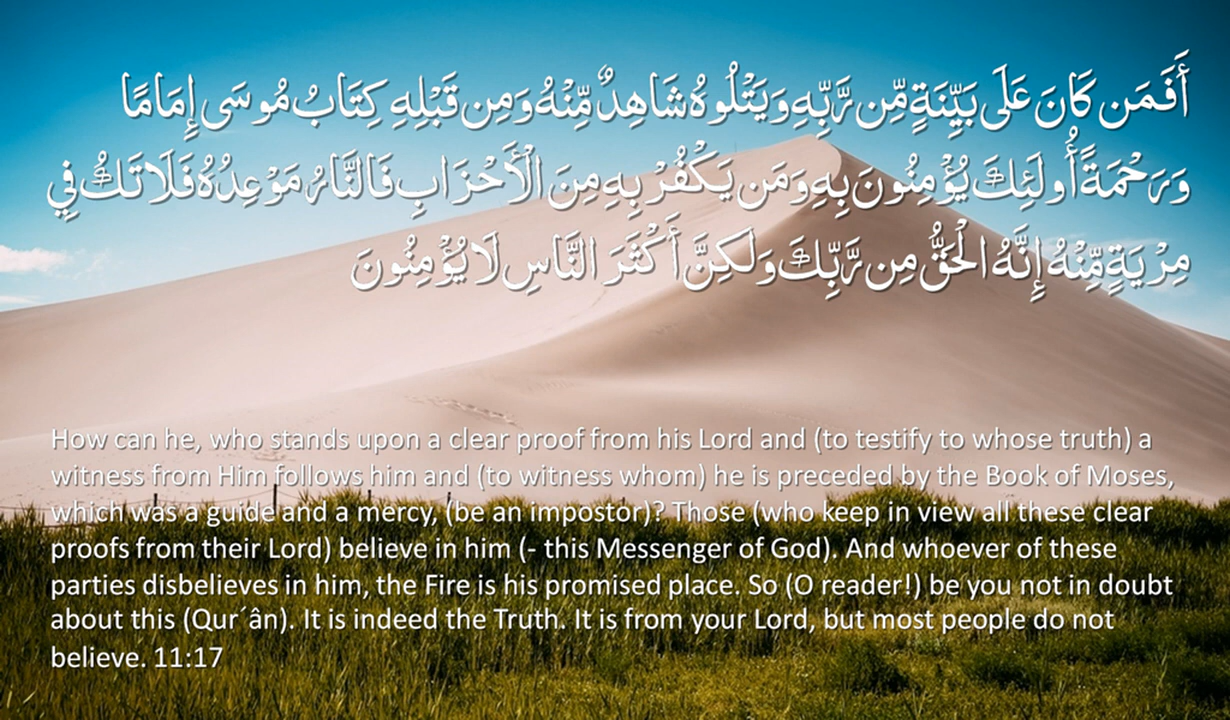 أَفَمَن كَانَ عَلَى بَيِّنَةٍ مِّن رَّبِّهِ وَيَتْلُوهُ شَاهِدٌ مِّنْهُ وَمِن قَبْلِهِ كِتَابُ مُوسَى إِمَامًا
وَرَحْمَةً أُولَئِكَ يُؤْمِنُونَ بِهِ وَمَن يَكْفُرْ بِهِ مِنَ الْأَحْزَابِ فَالنَّارُ مَوْعِدُهُ فَلَا تَكُ فِي
مِرْيَةٍ مِّنْهُ إِنَّهُ الْحَقُّ مِن رَّبِّكَ وَلَكِنَّ أَكْثَرَ النَّاسِ لَا يُؤْمِنُونَ
How can he, who stands upon a clear proof from his Lord and (to testify to whose truth) a
witness from Him follows him and (to witness whom) he is preceded by the Book of Moses,
which was a guide and a mercy, (be an impostor)? Those (who keep in view all these clear
proofs from their Lord) believe in him (- this Messenger of God). And whoever of these
parties disbelieves in him, the Fire is his promised place. So (O reader!) be you not in doubt
about this (Qur´ân). It is indeed the Truth. It is from your Lord, but most people do not
believe. 11:17